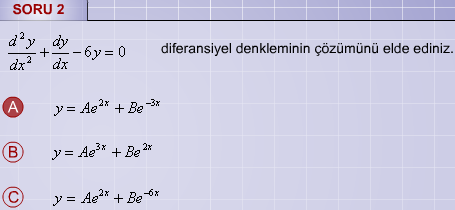 SORU 2
d²y/dx² + dy/dx − 6y = 0 diferansiyel denkleminin çözümünü elde ediniz.
A y = Ae^{2x} + Be^{−3x}
B y = Ae^{3x} + Be^{2x}
C y = Ae^{2x} + Be^{−6x}